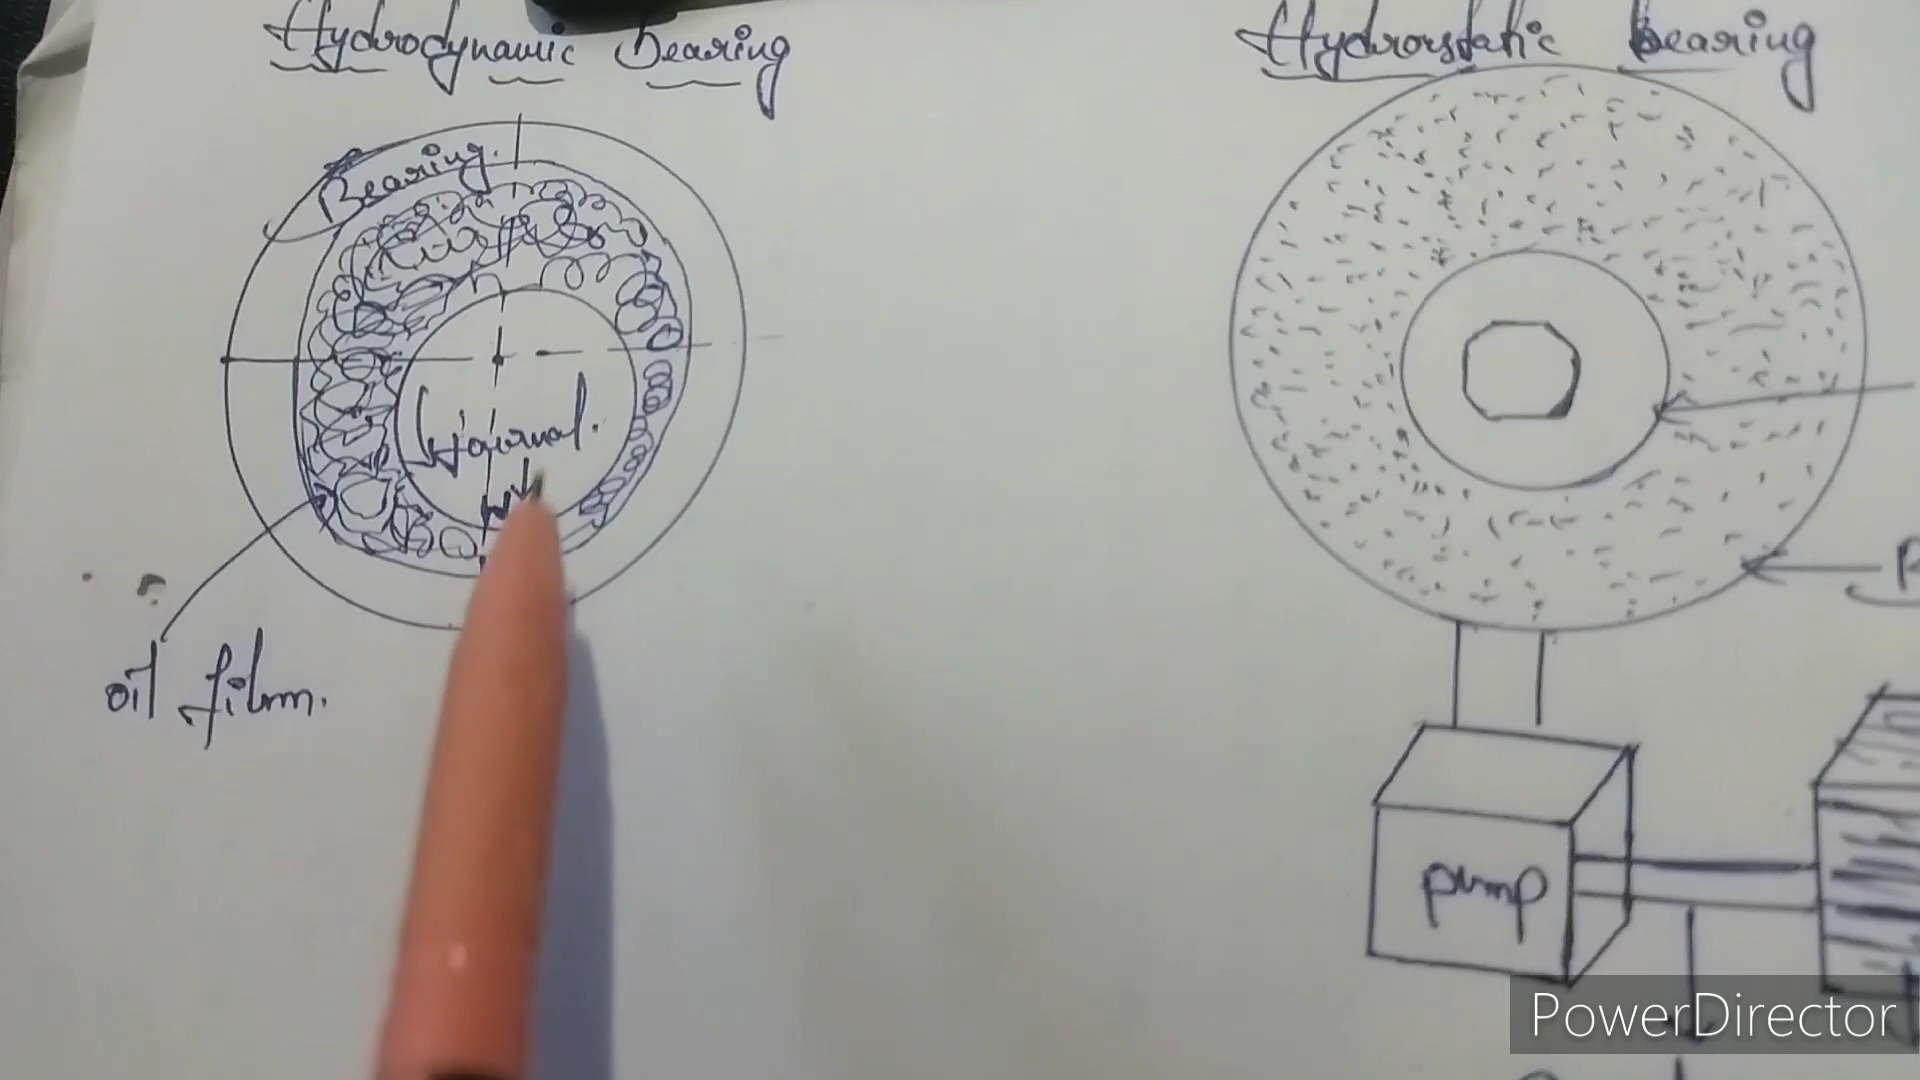 Hydrodynamic Bearing
Hydrostatic bearing
Bearing.
journal.
oil film.
pump
PowerDirector